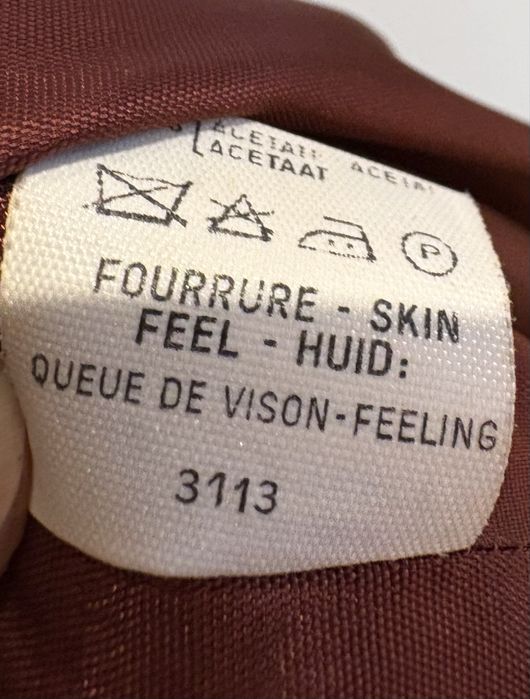 ACETAAT
FOURRURE - SKIN
FEEL - HUID:
QUEUE DE VISON-FEELING
3113
P